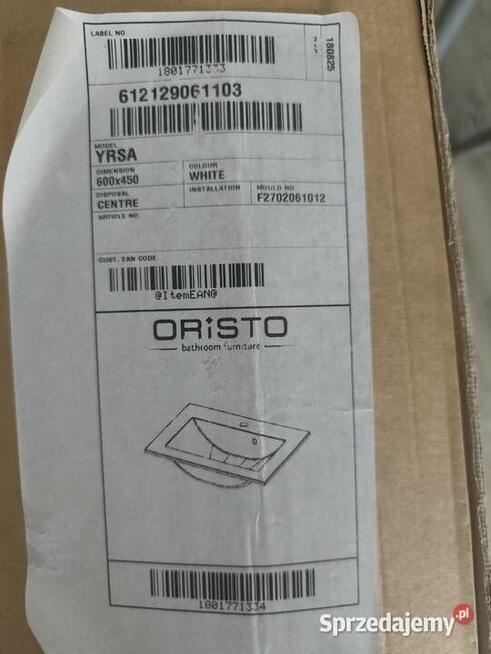 LABEL NO.
1801771333
180825
612129061103
MODEL
YRSA
DIMENSION
600x450
COLOUR
WHITE
DISPOSAL
CENTRE
INSTALLATION
MOULD NO
F2702061012
ARTICLE NO
CUST. EAN CODE
@ItemEAN@
ORiSTO
bathroom furniture
1801771334
Sprzedajemy.pl